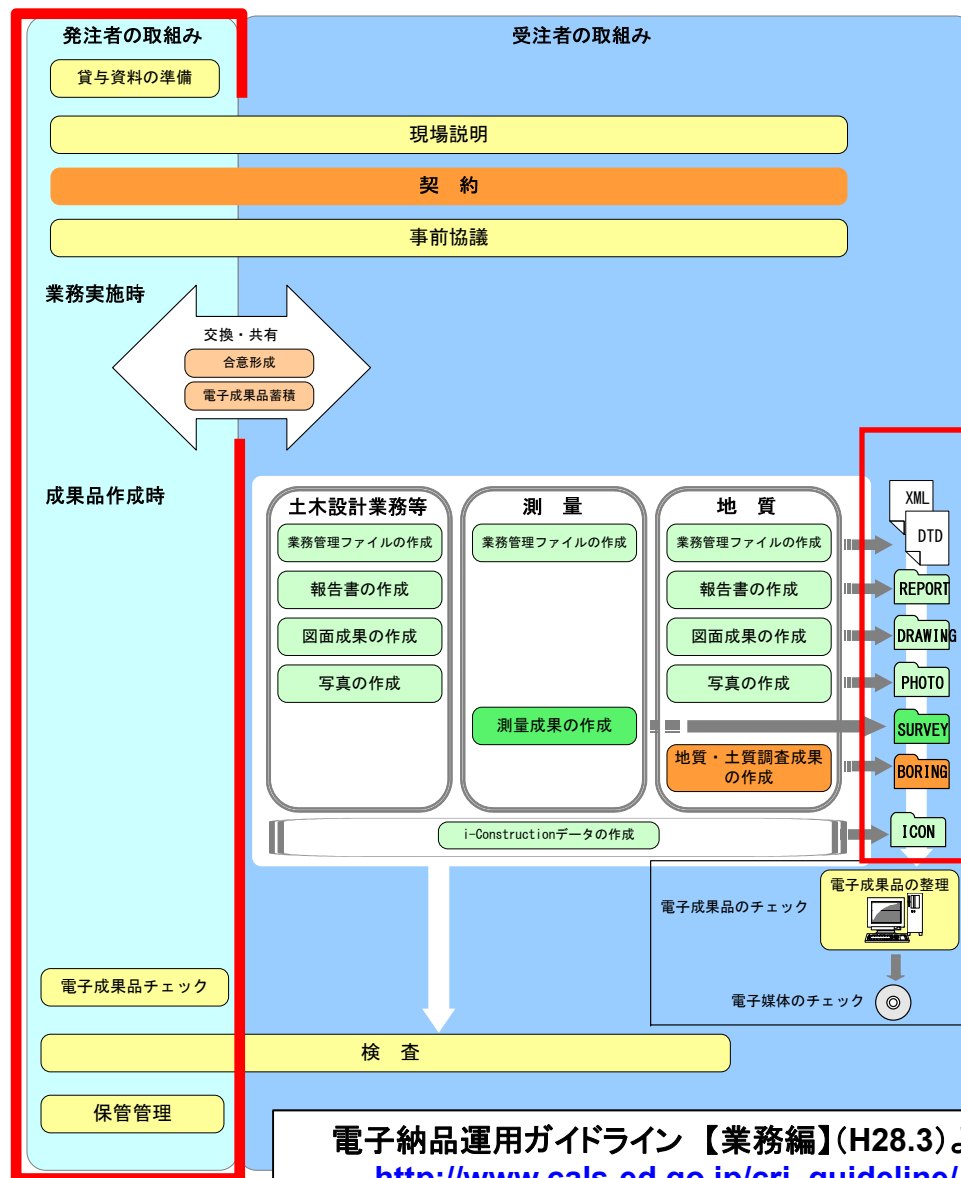 発注者の取組み
受注者の取組み
貸与資料の準備
現場説明
契　約
事前協議
業務実施時
交換・共有
合意形成
電子成果品蓄積
成果品作成時
土木設計業務等
業務管理ファイルの作成
報告書の作成
図面成果の作成
写真の作成
測　量
業務管理ファイルの作成
測量成果の作成
地　質
業務管理ファイルの作成
報告書の作成
図面成果の作成
写真の作成
地質・土質調査成果
の作成
i-Constructionデータの作成
XML
DTD
REPORT
DRAWING
PHOTO
SURVEY
BORING
ICON
電子成果品のチェック
電子成果品の整理
電子媒体のチェック
電子成果品チェック
検　査
保管管理
電子納品運用ガイドライン 【業務編】（H28.3）
http://www.cals-ed.go.jp/cri_guideline/